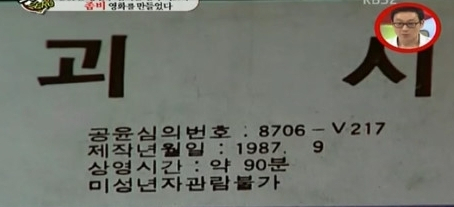 좀비 영화를 만들었다
KBS2
괴 시
공윤심의번호 : 8706-V217
제작년월일 : 1987. 9
상영시간 : 약 90분
미성년자관람불가